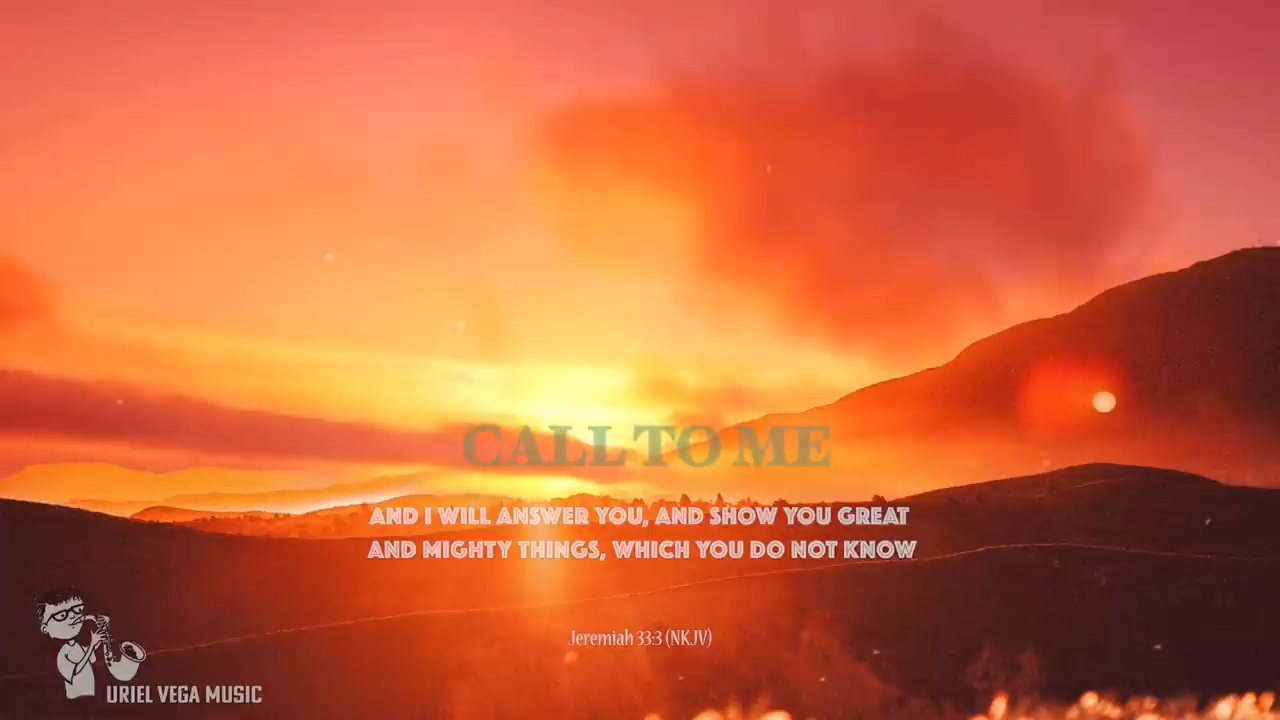 CALL TO ME
AND I WILL ANSWER YOU, AND SHOW YOU GREAT
AND MIGHTY THINGS, WHICH YOU DO NOT KNOW
Jeremiah 33:3 (NKJV)
URIEL VEGA MUSIC